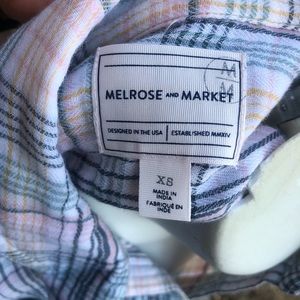 M
M
MELROSE AND MARKET
DESIGNED IN THE USA | ESTABLISHED MMXIV
XS
MADE IN
INDIA
FABRIQUÉ EN
INDE